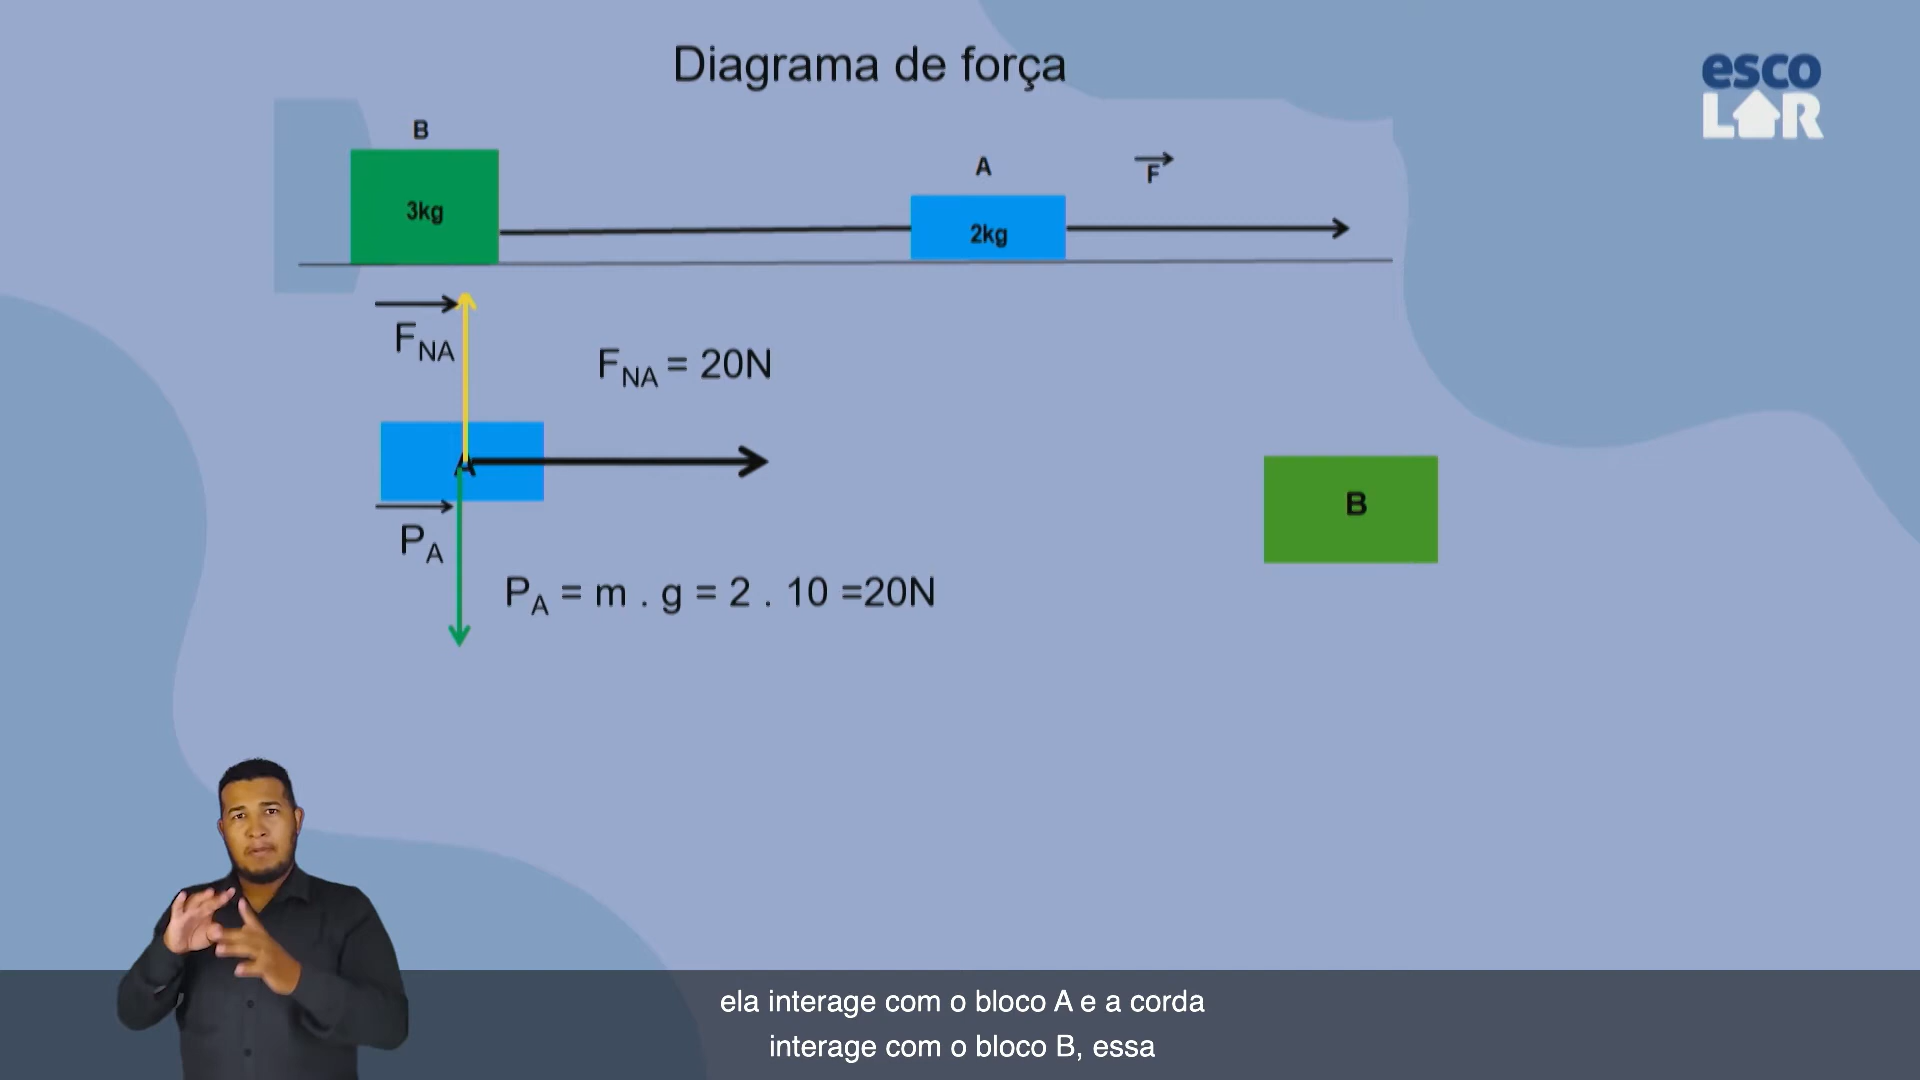 Diagrama de força
esco
LAR
B
3kg
A
2kg
F
FNA
FNA = 20N
A
B
PA
PA = m . g = 2 . 10 =20N
ela interage com o bloco A e a corda
interage com o bloco B, essa